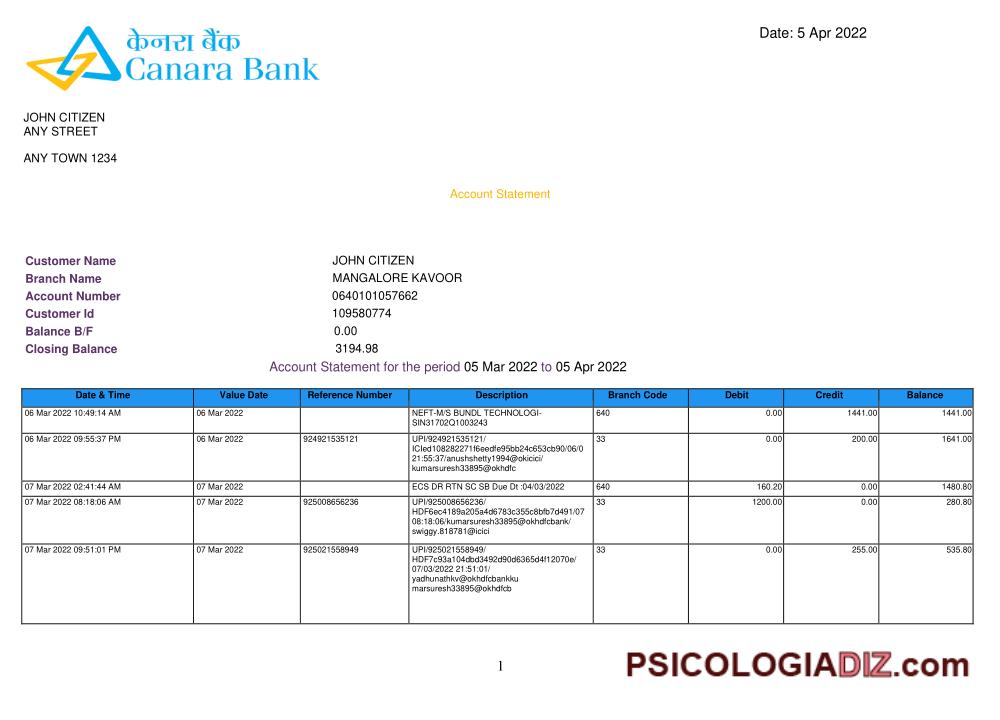 केनरा बैंक
Canara Bank
Date: 5 Apr 2022
JOHN CITIZEN
ANY STREET
ANY TOWN 1234
Account Statement
Customer Name JOHN CITIZEN
Branch Name MANGALORE KAVOOR
Account Number 0640101057662
Customer Id 109580774
Balance B/F 0.00
Closing Balance 3194.98
Account Statement for the period 05 Mar 2022 to 05 Apr 2022
Date & Time Value Date Reference Number Description Branch Code Debit Credit Balance
06 Mar 2022 10:49:14 AM 06 Mar 2022 NEFT-M/S BUNDL TECHNOLOGI- 640 0.00 1441.00 1441.00
SIN31702Q1003243
06 Mar 2022 09:55:37 PM 06 Mar 2022 924921535121 UPI/924921535121/ 33 0.00 200.00 1641.00
ICIed108282271f6eedfe95bb24c653cb90/06/0
21:55:37/anushshetty1994@okicici/
kumarsuresh33895@okhdfc
07 Mar 2022 02:41:44 AM 07 Mar 2022 ECS DR RTN SC SB Due Dt :04/03/2022 640 160.20 0.00 1480.80
07 Mar 2022 08:18:06 AM 07 Mar 2022 925008656236 UPI/925008656236/ 33 1200.00 0.00 280.80
HDF6ec4189a205a4d6783c355c8bfb7d491/07
08:18:06/kumarsuresh33895@okhdfcbank/
swiggy.818781@icici
07 Mar 2022 09:51:01 PM 07 Mar 2022 925021558949 UPI/925021558949/ 33 0.00 255.00 535.80
HDF7c93a104dbd3492d90d6365d4f12070e/
07/03/2022 21:51:01/
yadhunathkv@okhdfcbankku
marsuresh33895@okhdfcb
1
PSICOLOGIADIZ.com